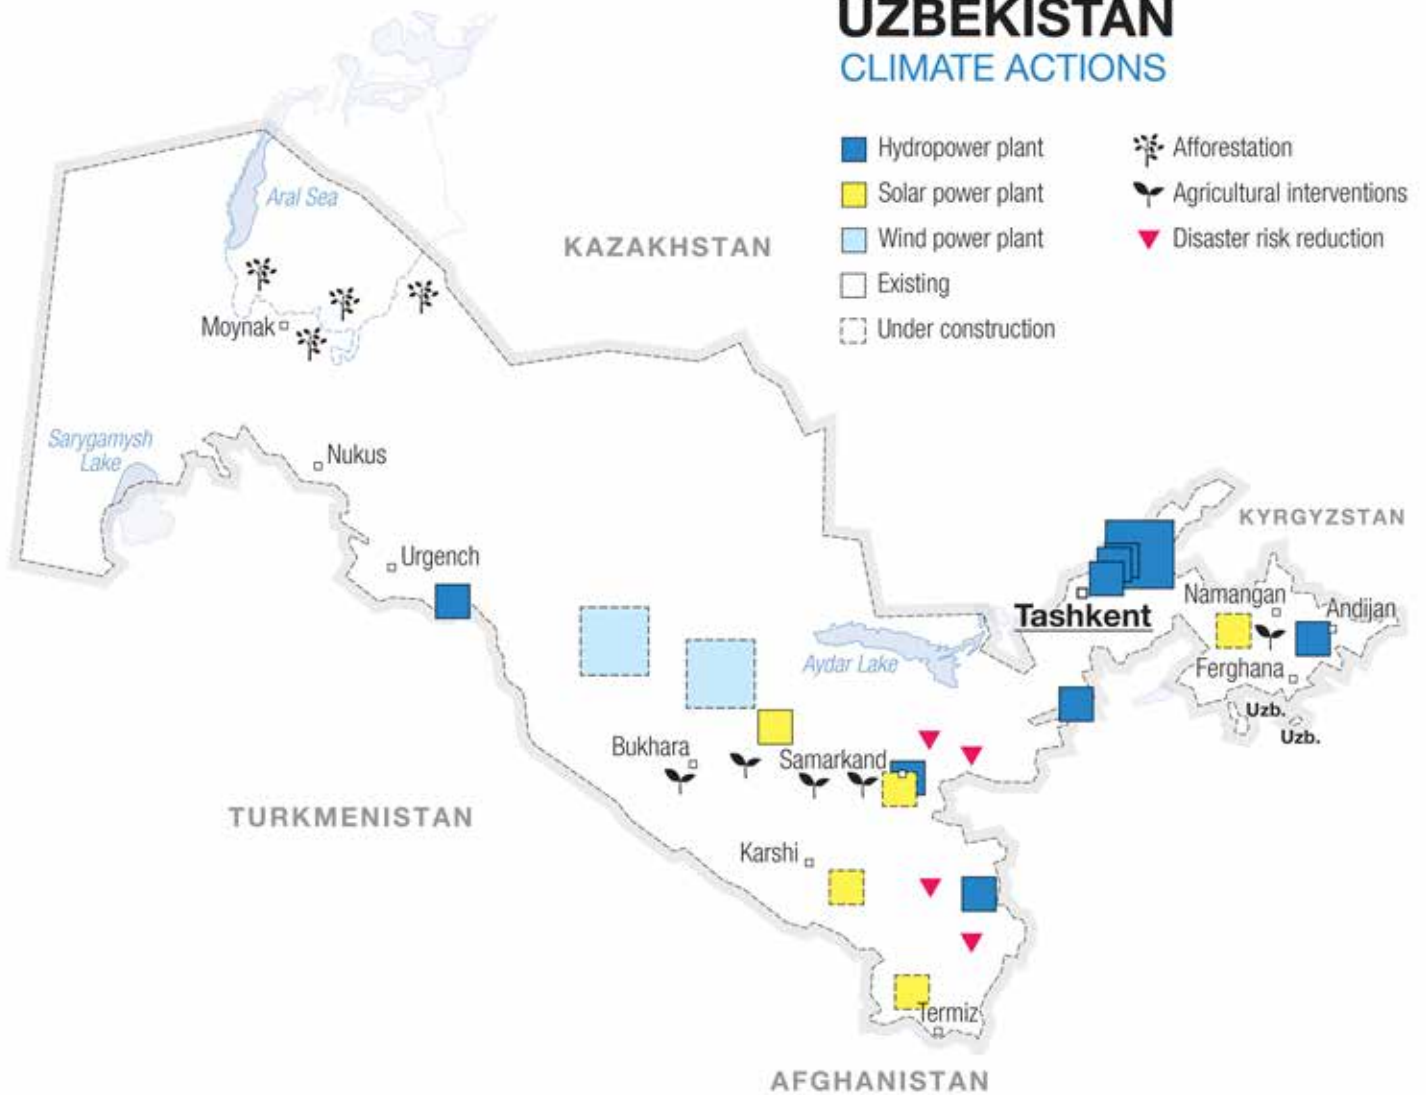 UZBEKISTAN
CLIMATE ACTIONS
Hydropower plant
Solar power plant
Wind power plant
Existing
Under construction
Afforestation
Agricultural interventions
Disaster risk reduction
Aral Sea
KAZAKHSTAN
Moynak
Sarygamysh
Lake
Nukus
Urgench
KYRGYZSTAN
Namangan
Andijan
Tashkent
Aydar Lake
Ferghana
Uzb.
Uzb.
Bukhara
Samarkand
TURKMENISTAN
Karshi
Termiz
AFGHANISTAN